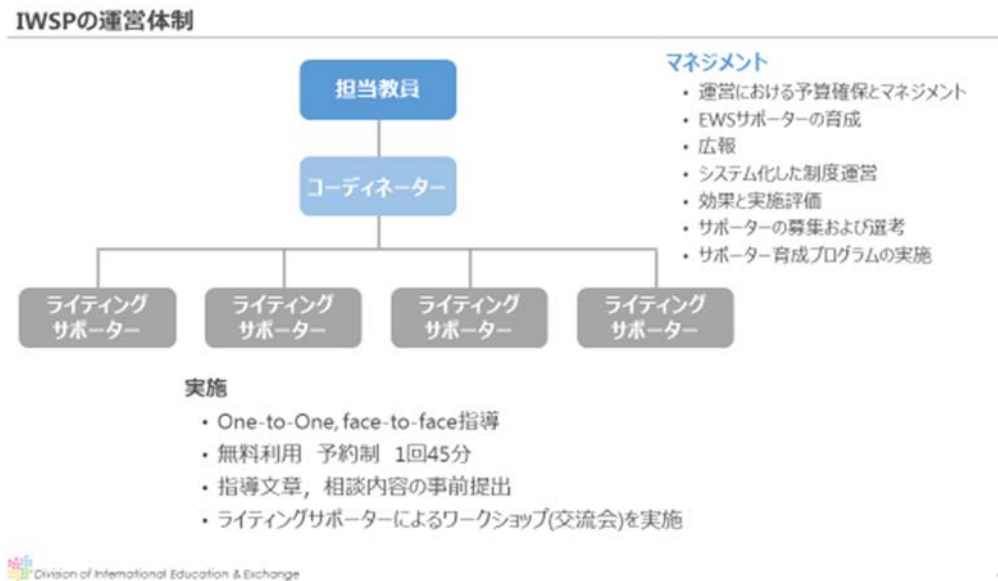 IWSPの運営体制
担当教員
コーディネーター
ライティング
サポーター
ライティング
サポーター
ライティング
サポーター
ライティング
サポーター
マネジメント
・ 運営における予算確保とマネジメント
・ EWSサポーターの育成
・ 広報
・ システム化した制度運営
・ 効果と実施評価
・ サポーターの募集および選考
・ サポーター育成プログラムの実施
実施
・ One-to-One, face-to-face指導
・ 無料利用 予約制 1回45分
・ 指導文章，相談内容の事前提出
・ ライティングサポーターによるワークショップ(交流会)を実施
Division of International Education & Exchange